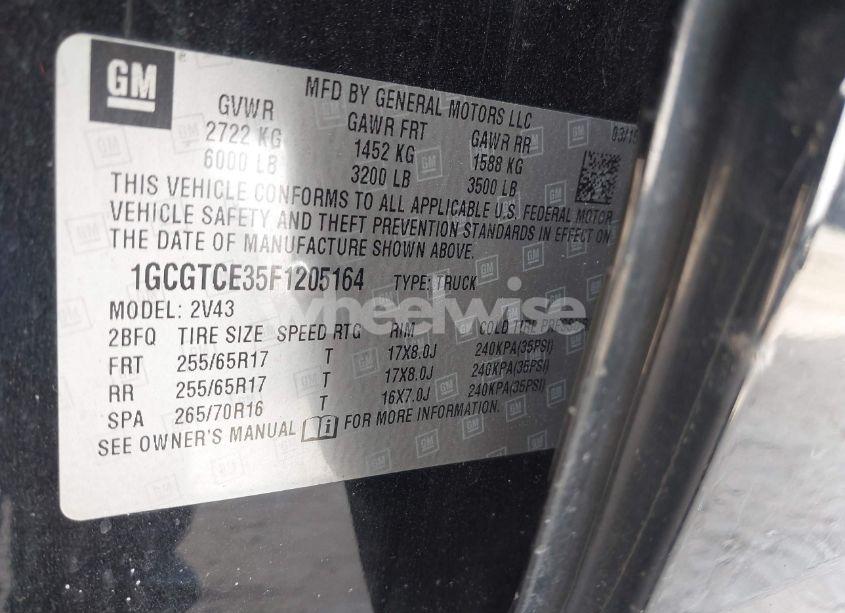 GM
MFD BY GENERAL MOTORS LLC
03/15
GVWR GAWR FRT GAWR RR
2722 KG 1452 KG 1588 KG
6000 LB 3200 LB 3500 LB
THIS VEHICLE CONFORMS TO ALL APPLICABLE U.S. FEDERAL MOTOR
VEHICLE SAFETY AND THEFT PREVENTION STANDARDS IN EFFECT ON
THE DATE OF MANUFACTURE SHOWN ABOVE.
1GCGTCE35F1205164 TYPE: TRUCK
wheelwise
MODEL: 2V43
2BFQ TIRE SIZE SPEED RTG RIM COLD TIRE
FRT 255/65R17 T 17X8.0J 240KPA(35PSI)
RR 255/65R17 T 17X8.0J 240KPA(35PSI)
SPA 265/70R16 T 16X7.0J 240KPA(35PSI)
SEE OWNER'S MANUAL FOR MORE INFORMATION.